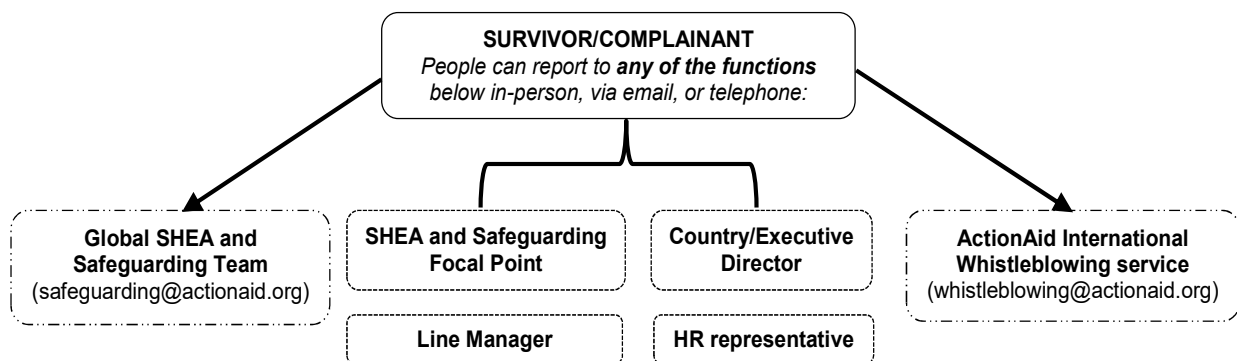 SURVIVOR/COMPLAINANT
People can report to any of the functions
below in-person, via email, or telephone:
Global SHEA and
Safeguarding Team
(safeguarding@actionaid.org)
SHEA and Safeguarding
Focal Point
Country/Executive
Director
ActionAid International
Whistleblowing service
(whistleblowing@actionaid.org)
Line Manager
HR representative